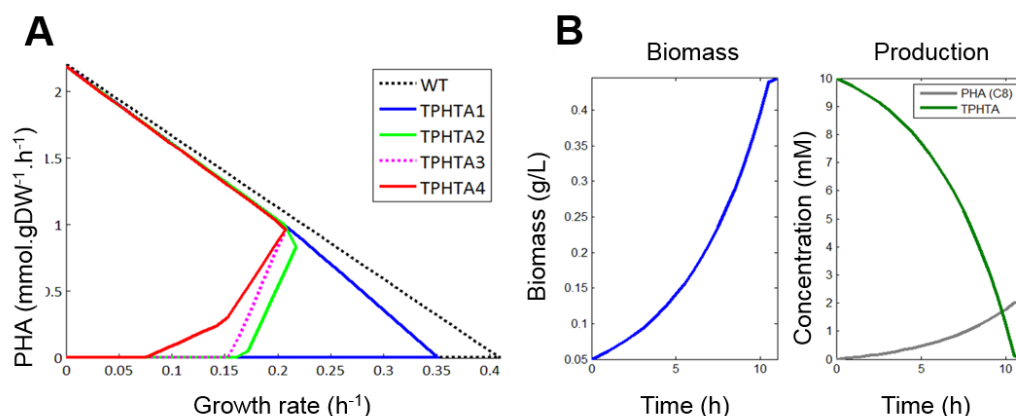 A
PHA (mmol.gDW⁻¹.h⁻¹)
2
1.5
1
0.5
0
0 0.05 0.1 0.15 0.2 0.25 0.3 0.35 0.4
Growth rate (h⁻¹)
WT
TPHTA1
TPHTA2
TPHTA3
TPHTA4
B
Biomass
Biomass (g/L)
0.4
0.35
0.3
0.25
0.2
0.15
0.1
0.05
0 5 10
Time (h)
Production
Concentration (mM)
10
9
8
7
6
5
4
3
2
1
0
0 5 10
Time (h)
PHA (C8)
TPHTA